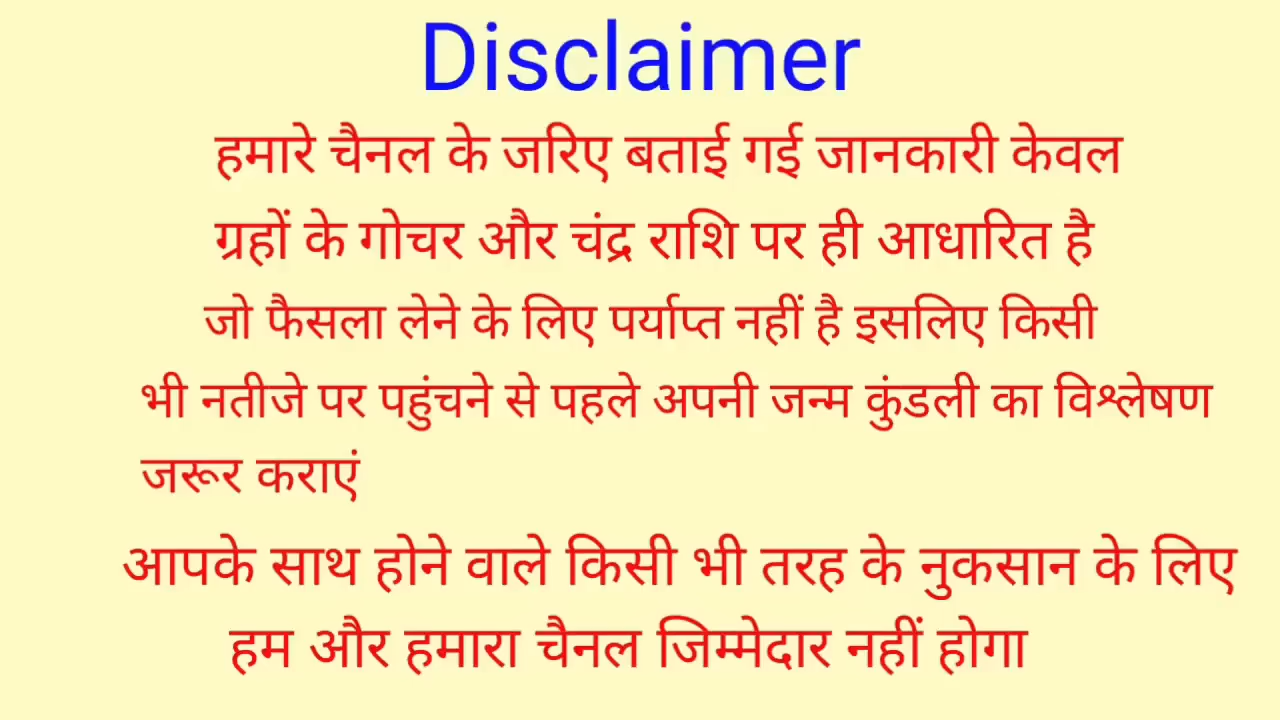 Disclaimer
हमारे चैनल के जरिए बताई गई जानकारी केवल
ग्रहों के गोचर और चंद्र राशि पर ही आधारित है
जो फैसला लेने के लिए पर्याप्त नहीं है इसलिए किसी
भी नतीजे पर पहुंचने से पहले अपनी जन्म कुंडली का विश्लेषण
जरूर कराएं
आपके साथ होने वाले किसी भी तरह के नुकसान के लिए
हम और हमारा चैनल जिम्मेदार नहीं होगा